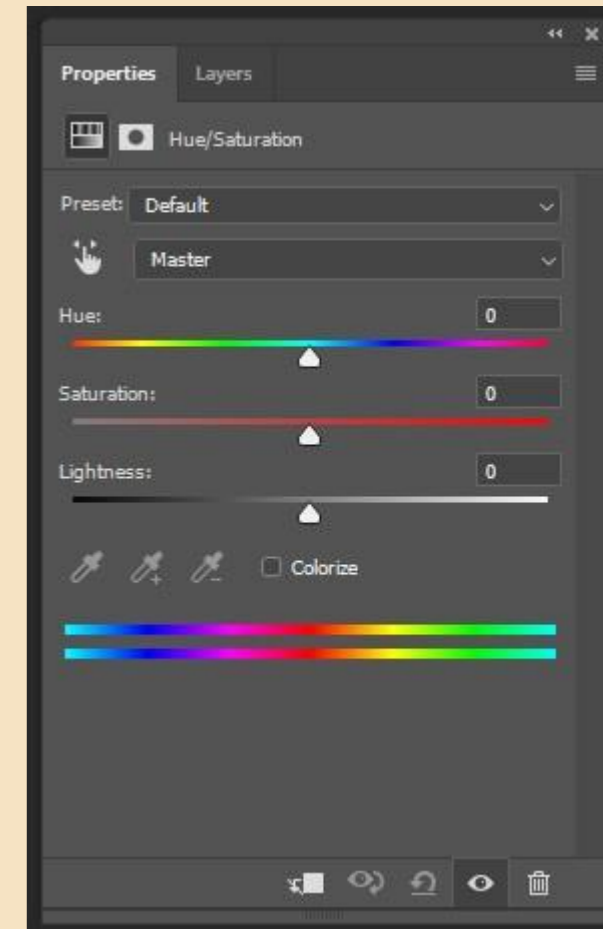 Properties Layers
Hue/Saturation
Preset: Default
Master
Hue: 0
Saturation: 0
Lightness: 0
Colorize